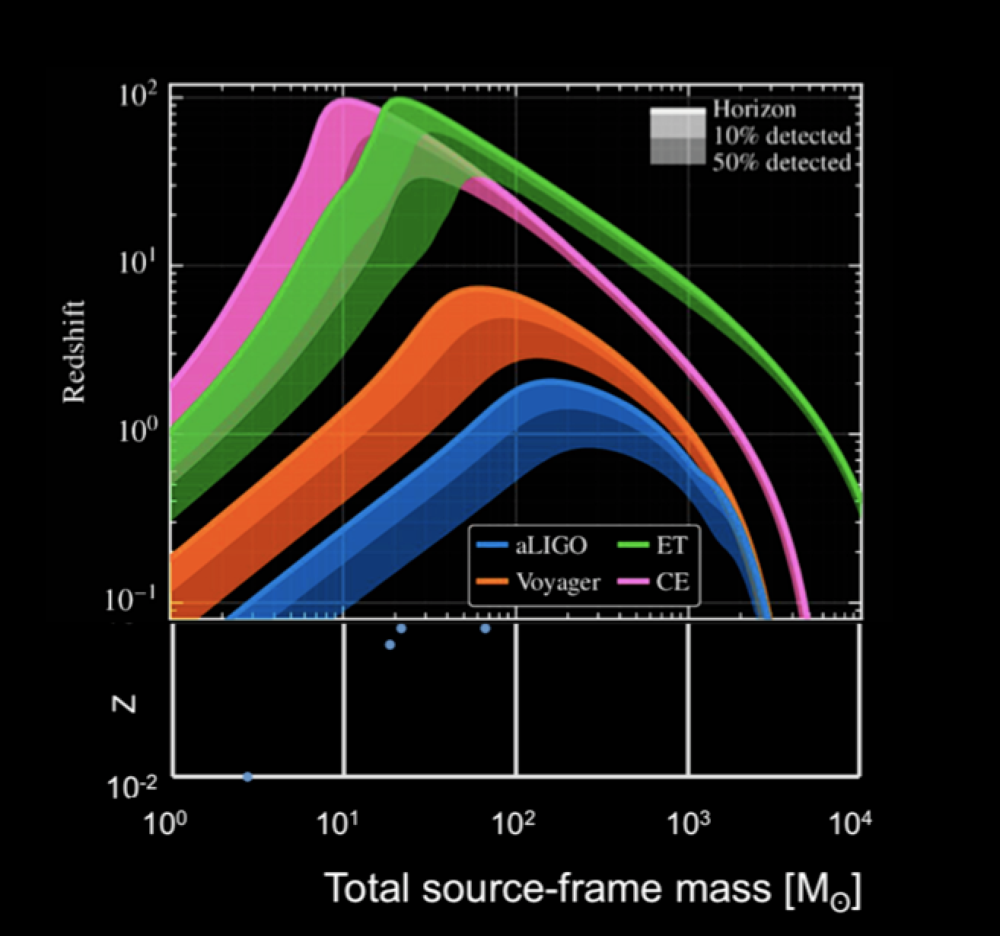 10²
Horizon
10% detected
50% detected
10¹
Redshift
10⁰
aLIGO ET
Voyager CE
10⁻¹
Z
10⁻²
10⁰ 10¹ 10² 10³ 10⁴
Total source-frame mass [M☉]